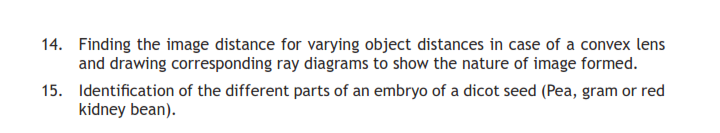 14. Finding the image distance for varying object distances in case of a convex lens
and drawing corresponding ray diagrams to show the nature of image formed.
15. Identification of the different parts of an embryo of a dicot seed (Pea, gram or red
kidney bean).